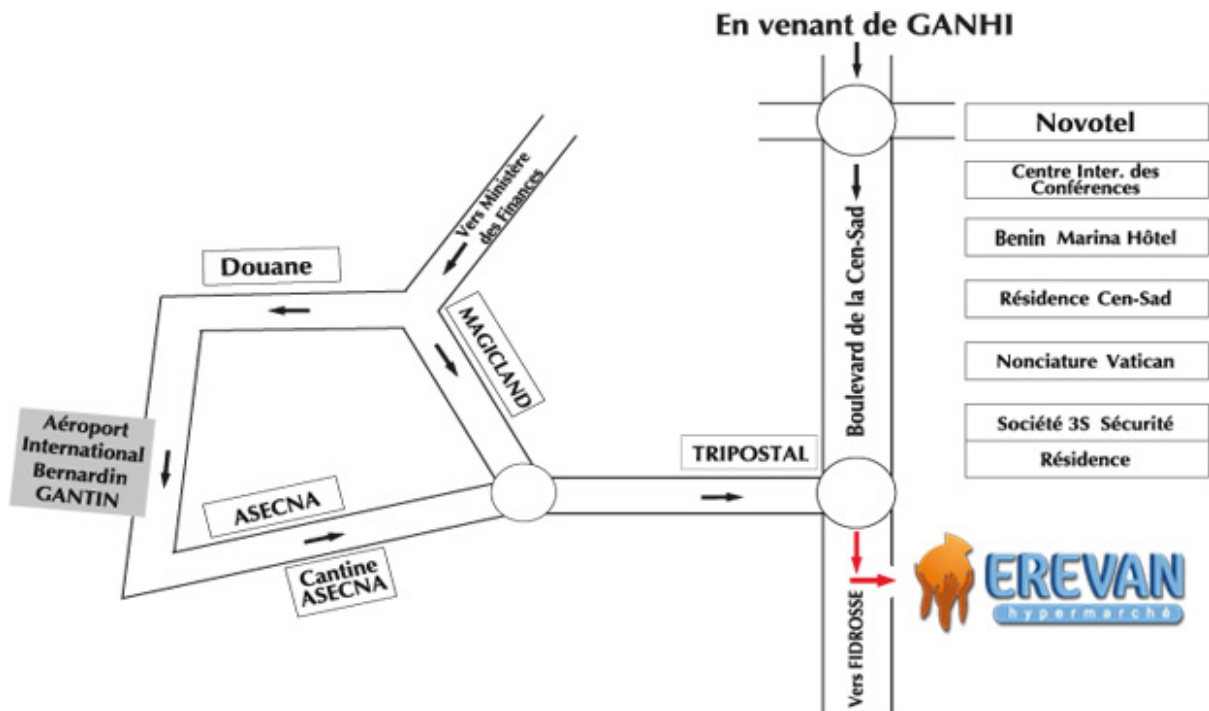 En venant de GANHI
Novotel
Centre Inter. des
Conférences
Vers Ministère
des Finances
Boulevard de la Cen-Sad
Benin Marina Hôtel
Douane
Résidence Cen-Sad
MAGICLAND
Nonciature Vatican
Aéroport
International
Bernardin
GANTIN
Société 3S Sécurité
TRIPOSTAL
Résidence
ASECNA
Cantine
ASECNA
EREVAN
hypermarché
Vers FIDROSSE